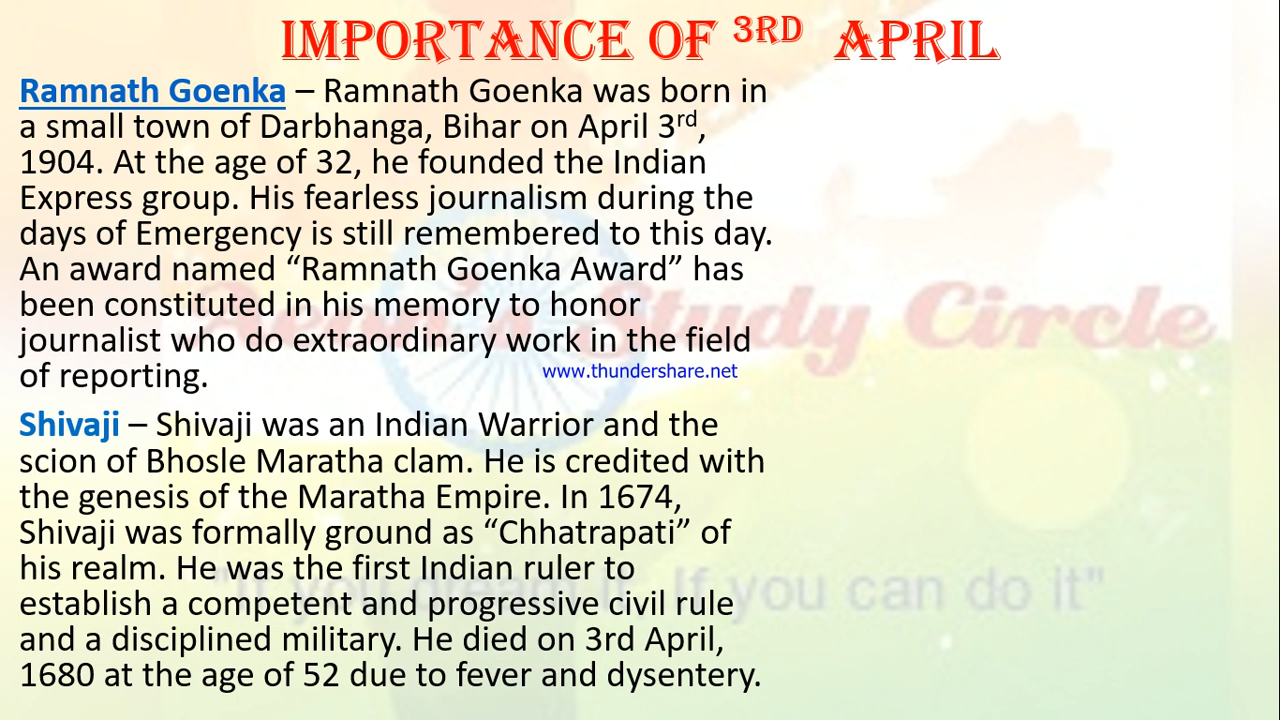 IMPORTANCE OF 3RD APRIL
Ramnath Goenka – Ramnath Goenka was born in
a small town of Darbhanga, Bihar on April 3rd,
1904. At the age of 32, he founded the Indian
Express group. His fearless journalism during the
days of Emergency is still remembered to this day.
An award named “Ramnath Goenka Award” has
been constituted in his memory to honor
journalist who do extraordinary work in the field
of reporting.
www.thundershare.net
Shivaji – Shivaji was an Indian Warrior and the
scion of Bhosle Maratha clam. He is credited with
the genesis of the Maratha Empire. In 1674,
Shivaji was formally ground as “Chhatrapati” of
his realm. He was the first Indian ruler to
establish a competent and progressive civil rule
and a disciplined military. He died on 3rd April,
1680 at the age of 52 due to fever and dysentery.
Study Circle
"If you dream it, If you can do it"